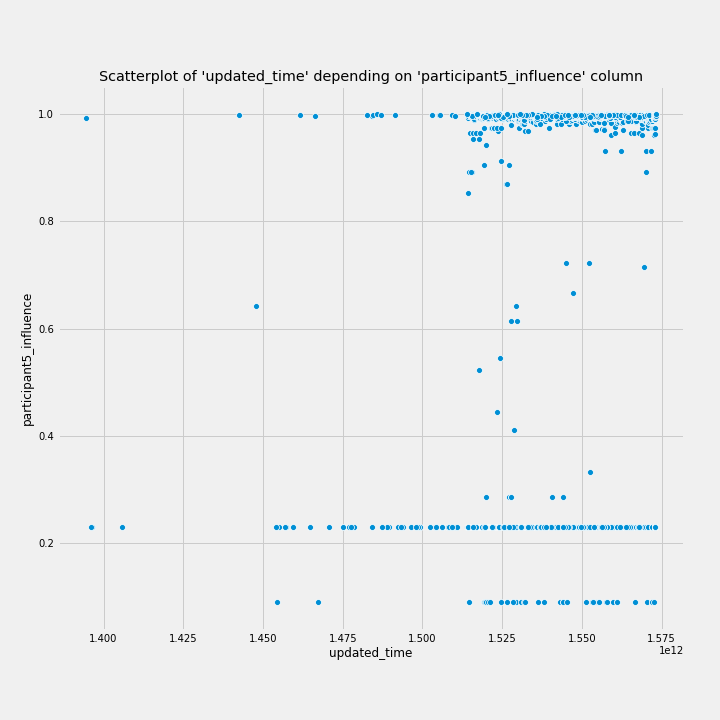 Scatterplot of 'updated_time' depending on 'participant5_influence' column
1.0
0.8
0.6
0.4
0.2
participant5_influence
1.400 1.425 1.450 1.475 1.500 1.525 1.550 1.575
1e12
updated_time